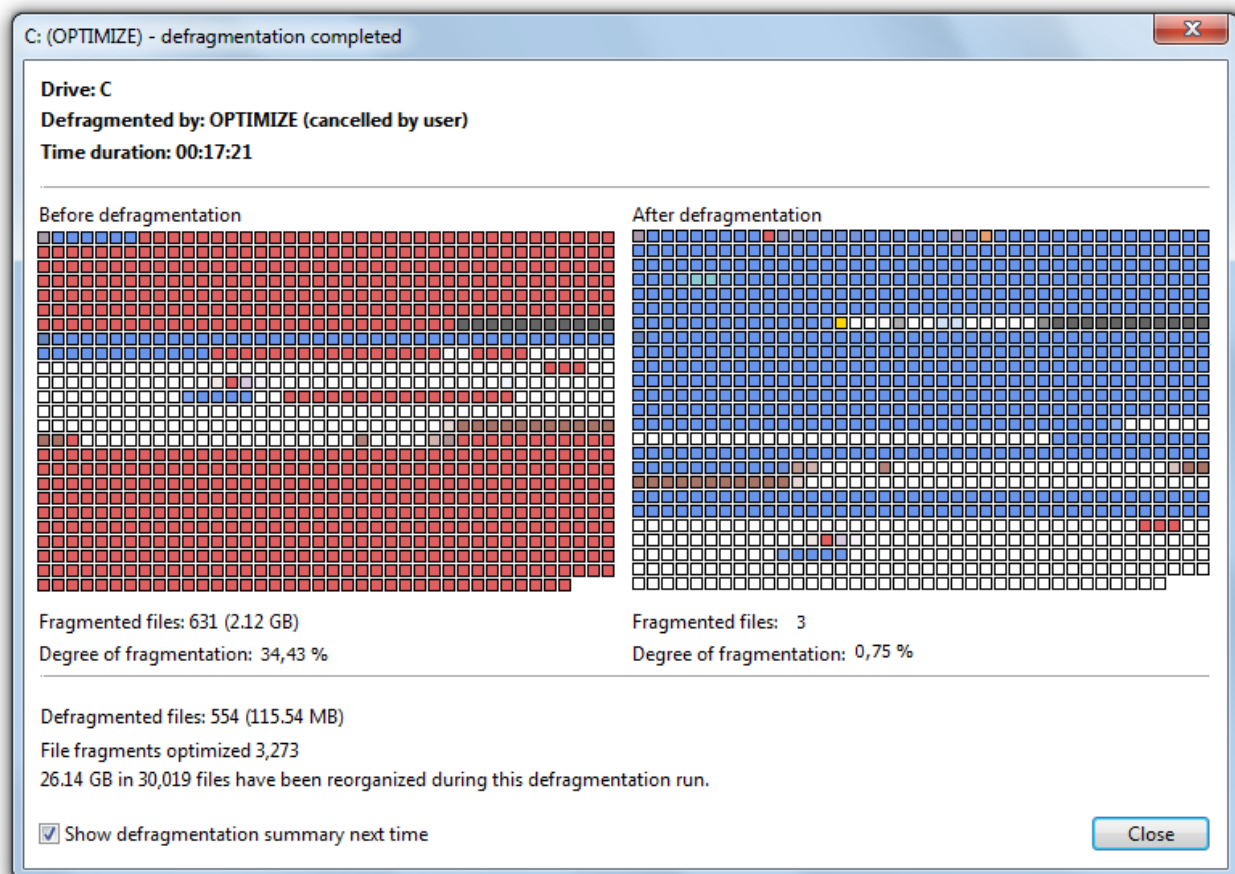 C: (OPTIMIZE) - defragmentation completed
Drive: C
Defragmented by: OPTIMIZE (cancelled by user)
Time duration: 00:17:21
Before defragmentation
After defragmentation
Fragmented files: 631 (2.12 GB)
Fragmented files: 3
Degree of fragmentation: 34,43 %
Degree of fragmentation: 0,75 %
Defragmented files: 554 (115.54 MB)
File fragments optimized 3,273
26.14 GB in 30,019 files have been reorganized during this defragmentation run.
Show defragmentation summary next time
Close